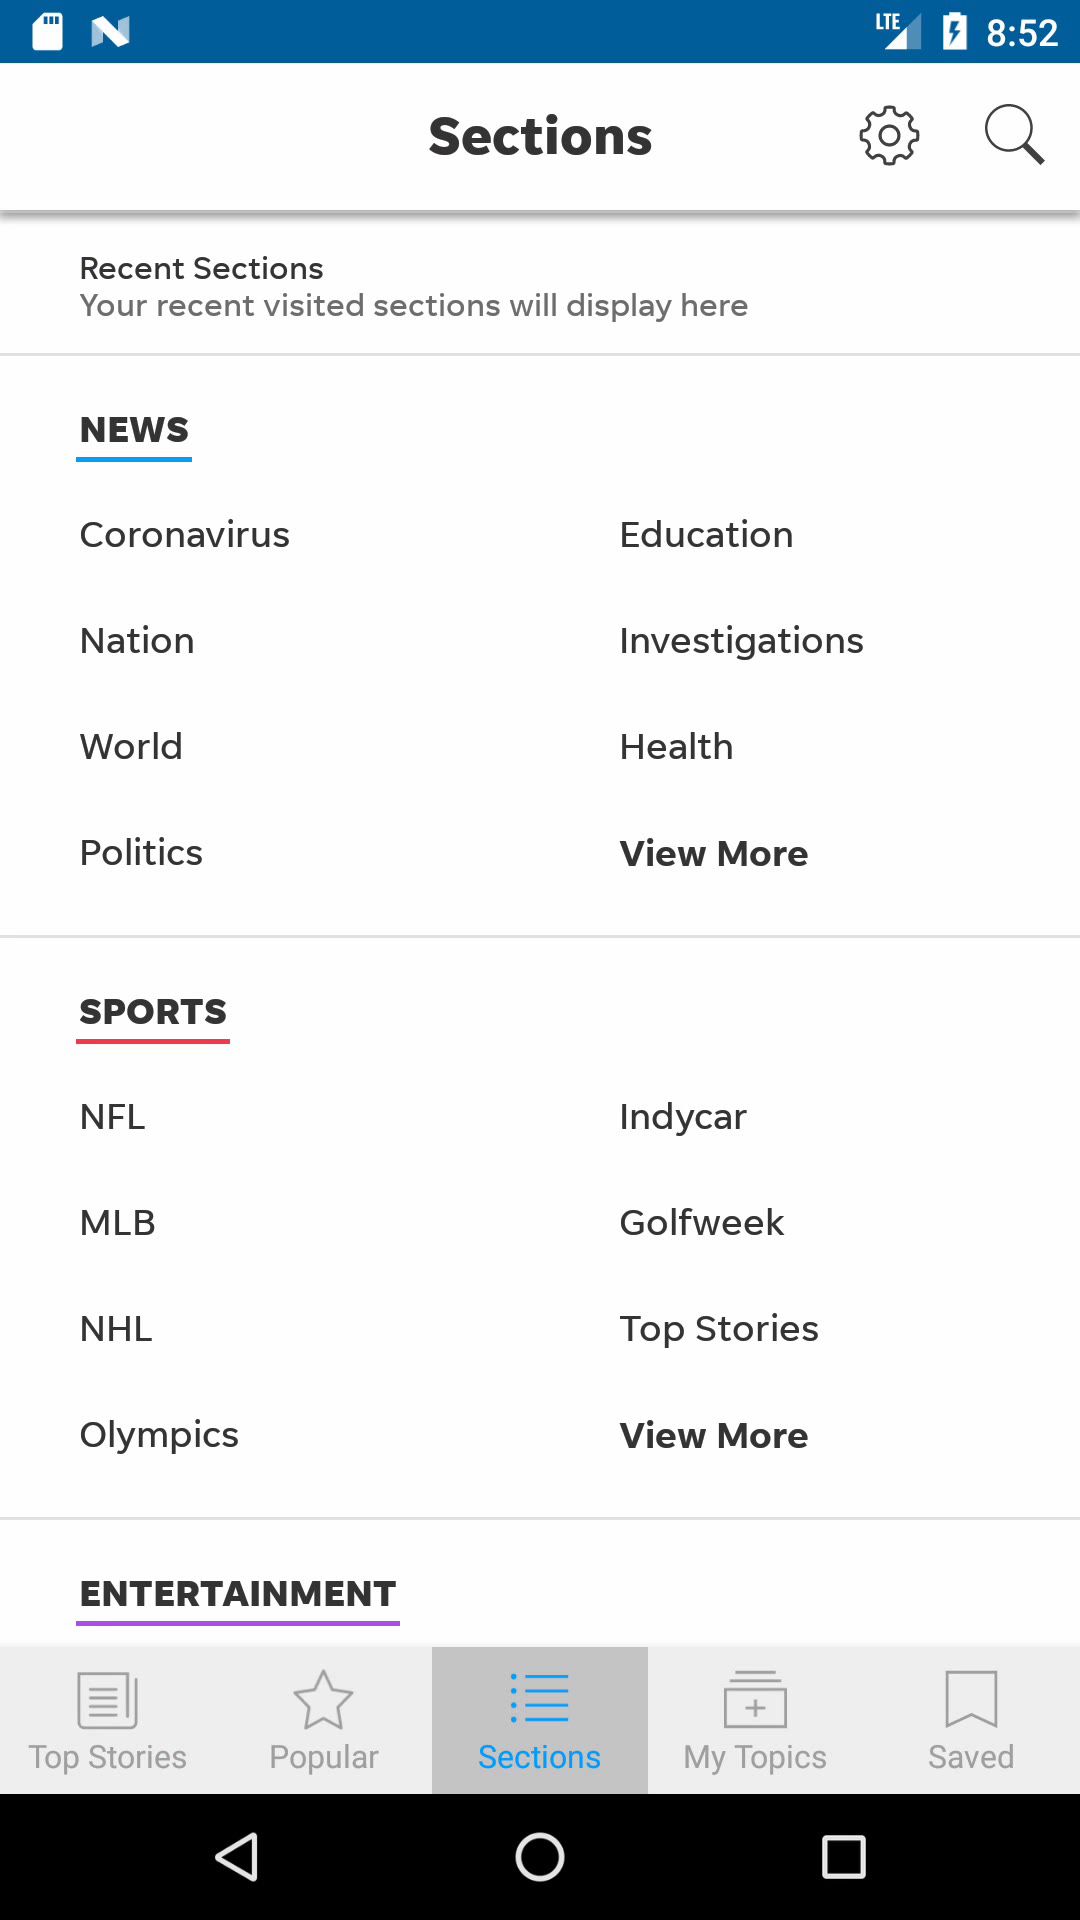 LTE 8:52
Sections
Recent Sections
Your recent visited sections will display here
NEWS
Coronavirus Education
Nation Investigations
World Health
Politics View More
SPORTS
NFL Indycar
MLB Golfweek
NHL Top Stories
Olympics View More
ENTERTAINMENT
Top Stories Popular Sections My Topics Saved